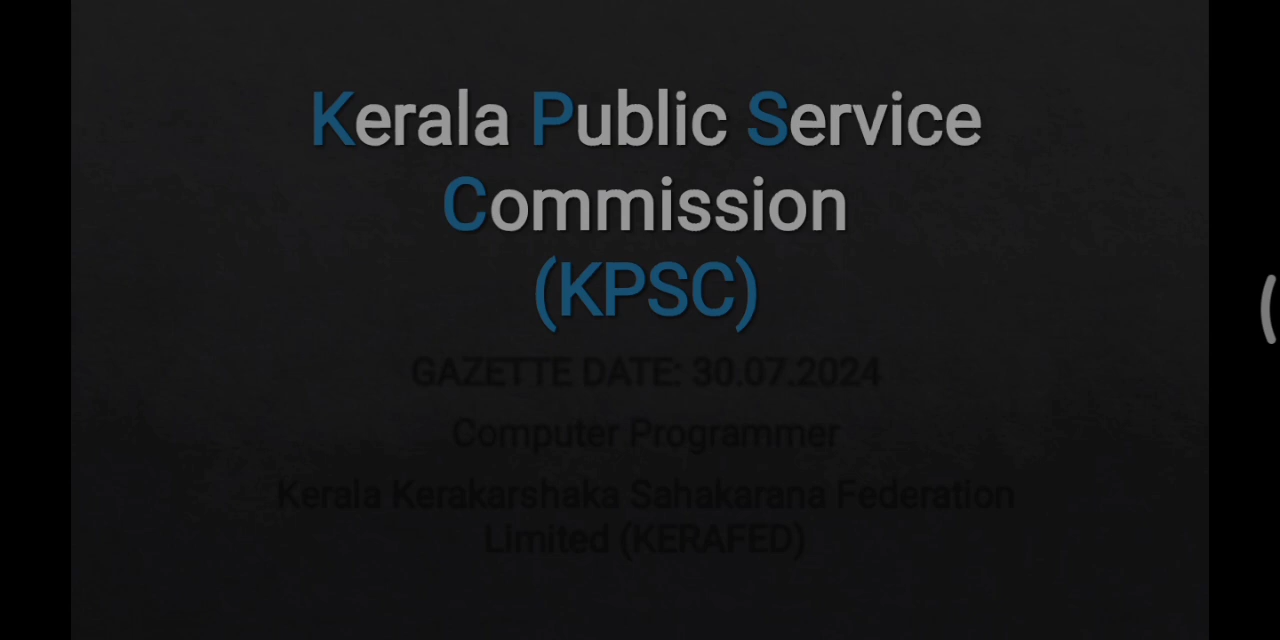 Kerala Public Service
Commission
(KPSC)
GAZETTE DATE: 30.07.2024
Computer Programmer
Kerala Kerakarshaka Sahakarana Federation
Limited (KERAFED)